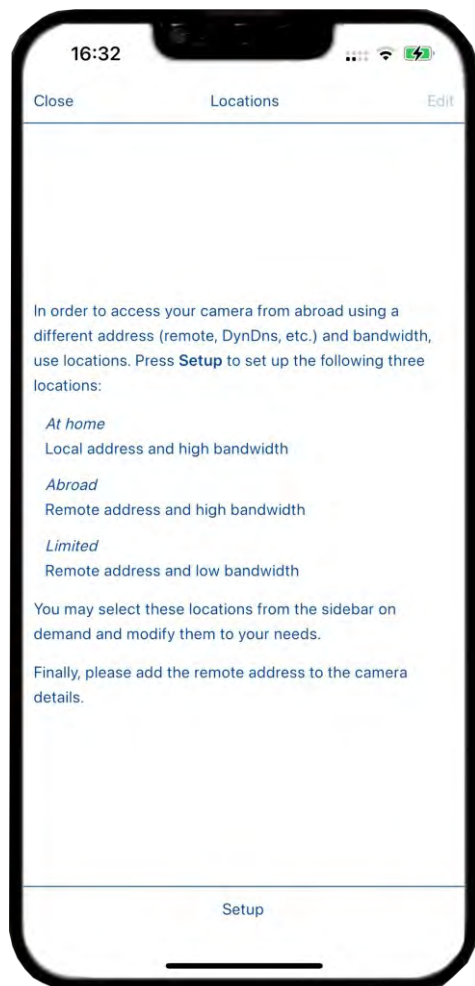 16:32
Close Locations Edit
In order to access your camera from abroad using a
different address (remote, DynDns, etc.) and bandwidth,
use locations. Press Setup to set up the following three
locations:
At home
Local address and high bandwidth
Abroad
Remote address and high bandwidth
Limited
Remote address and low bandwidth
You may select these locations from the sidebar on
demand and modify them to your needs.
Finally, please add the remote address to the camera
details.
Setup